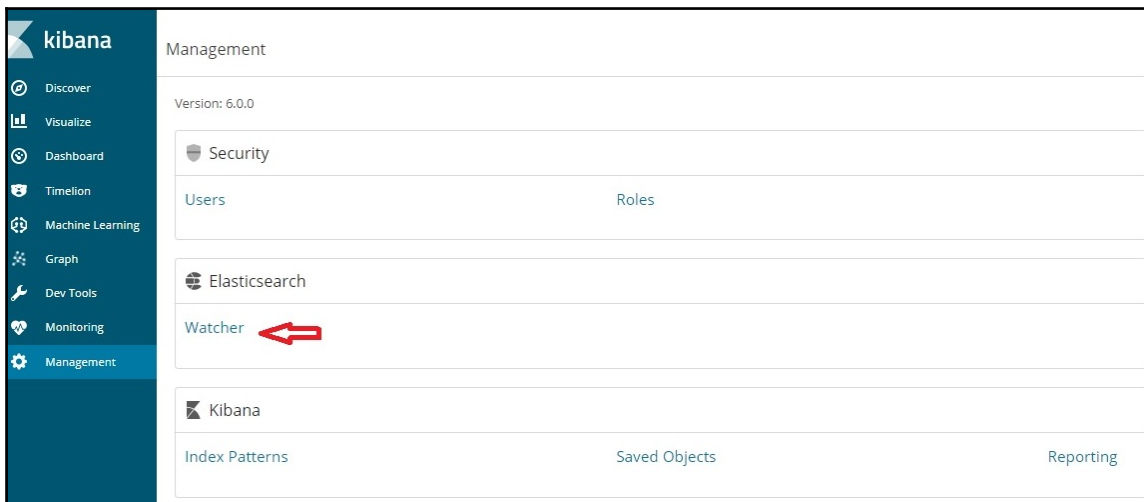 kibana
Discover
Visualize
Dashboard
Timelion
Machine Learning
Graph
Dev Tools
Monitoring
Management
Management
Version: 6.0.0
Security
Users Roles
Elasticsearch
Watcher
Kibana
Index Patterns Saved Objects Reporting